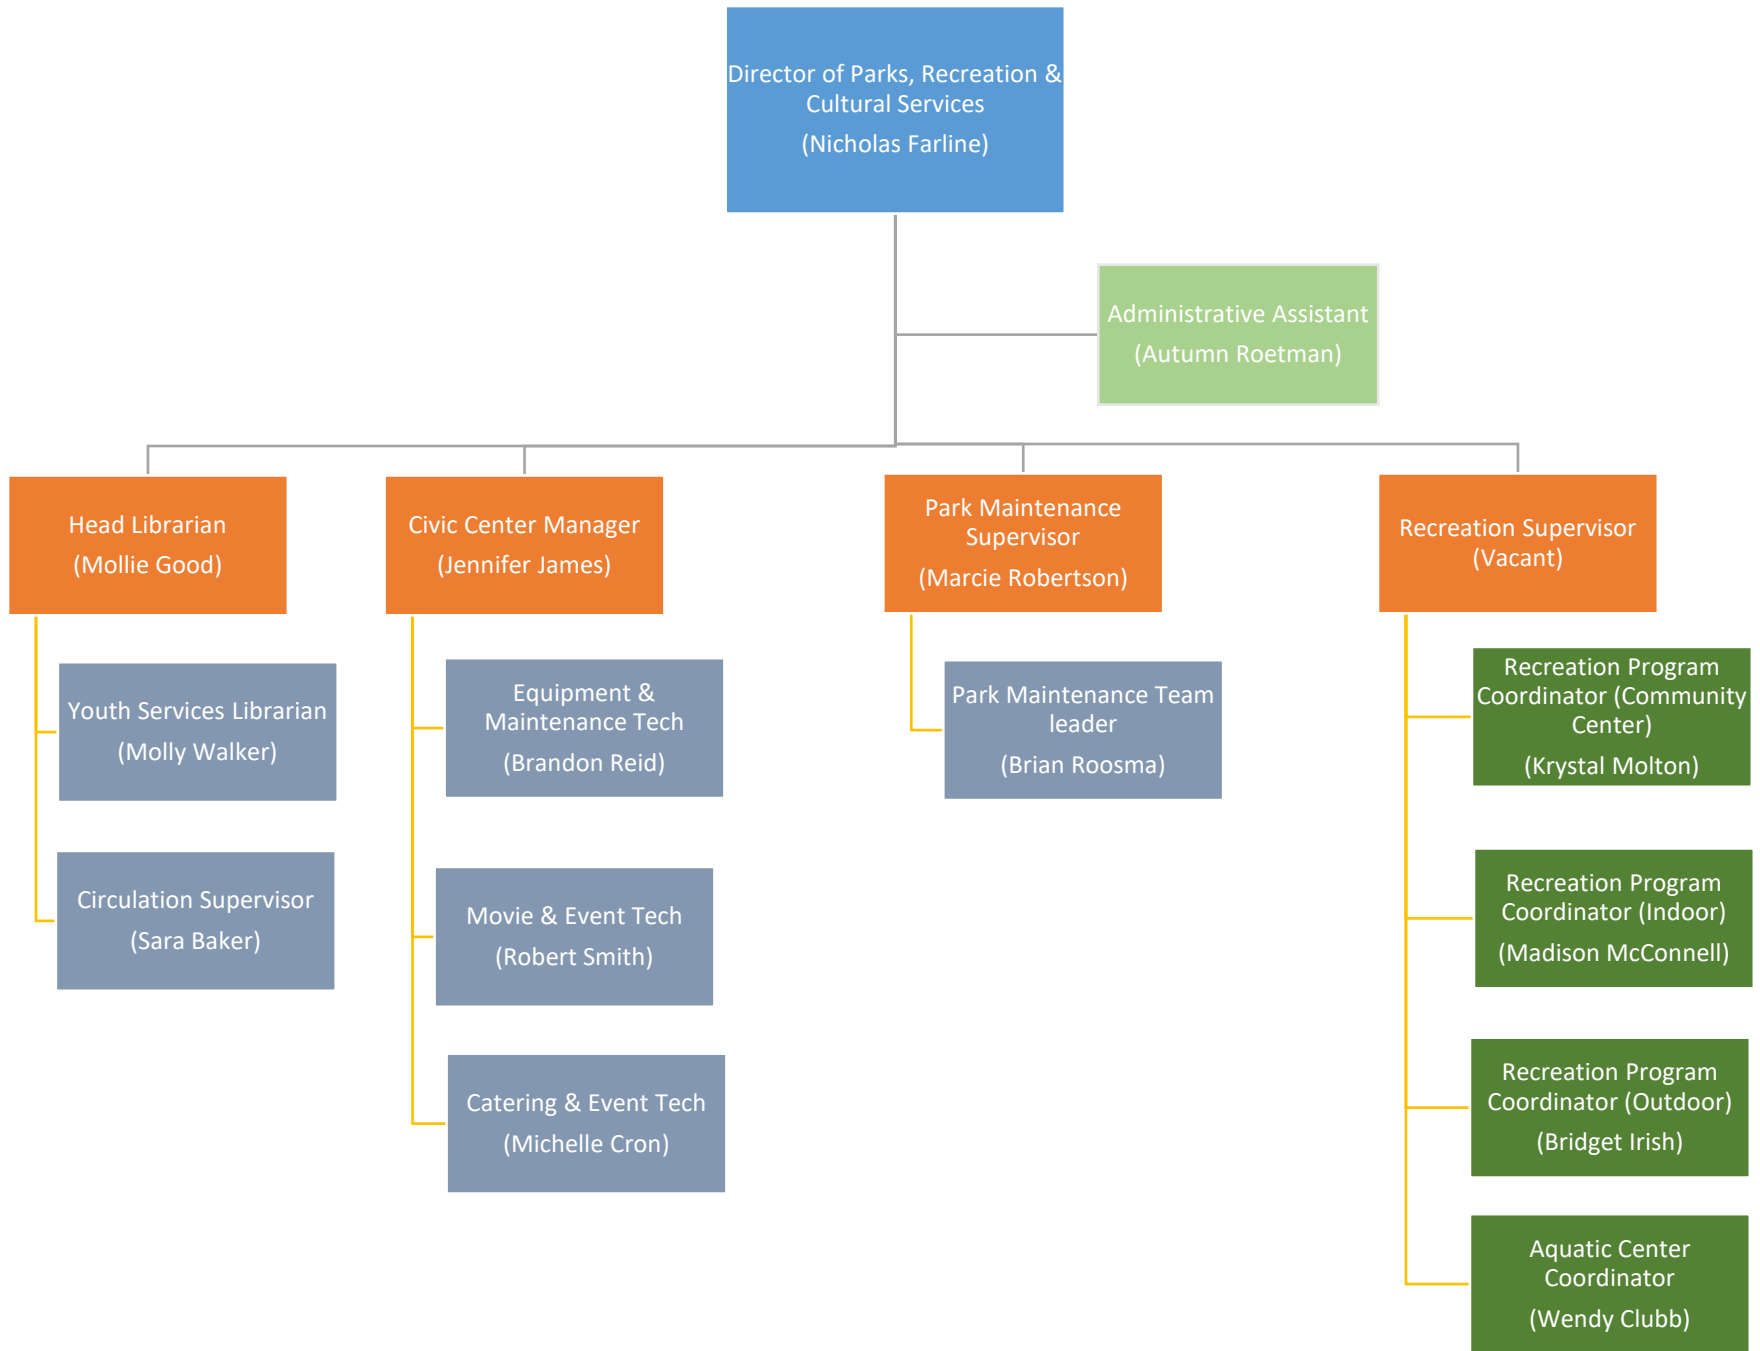 Director of Parks, Recreation &
Cultural Services
(Nicholas Farline)
Administrative Assistant
(Autumn Roetman)
Head Librarian
(Mollie Good)
Civic Center Manager
(Jennifer James)
Park Maintenance
Supervisor
(Marcie Robertson)
Recreation Supervisor
(Vacant)
Youth Services Librarian
(Molly Walker)
Circulation Supervisor
(Sara Baker)
Equipment &
Maintenance Tech
(Brandon Reid)
Movie & Event Tech
(Robert Smith)
Catering & Event Tech
(Michelle Cron)
Park Maintenance Team
leader
(Brian Roosma)
Recreation Program
Coordinator (Community
Center)
(Krystal Molton)
Recreation Program
Coordinator (Indoor)
(Madison McConnell)
Recreation Program
Coordinator (Outdoor)
(Bridget Irish)
Aquatic Center
Coordinator
(Wendy Clubb)